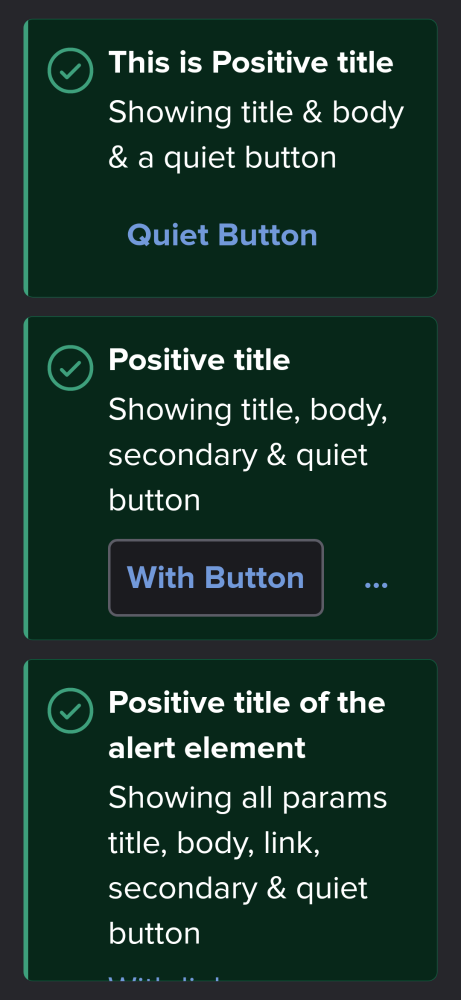 This is Positive title
Showing title & body
& a quiet button
Quiet Button
Positive title
Showing title, body,
secondary & quiet
button
With Button
...
Positive title of the
alert element
Showing all params
title, body, link,
secondary & quiet
button